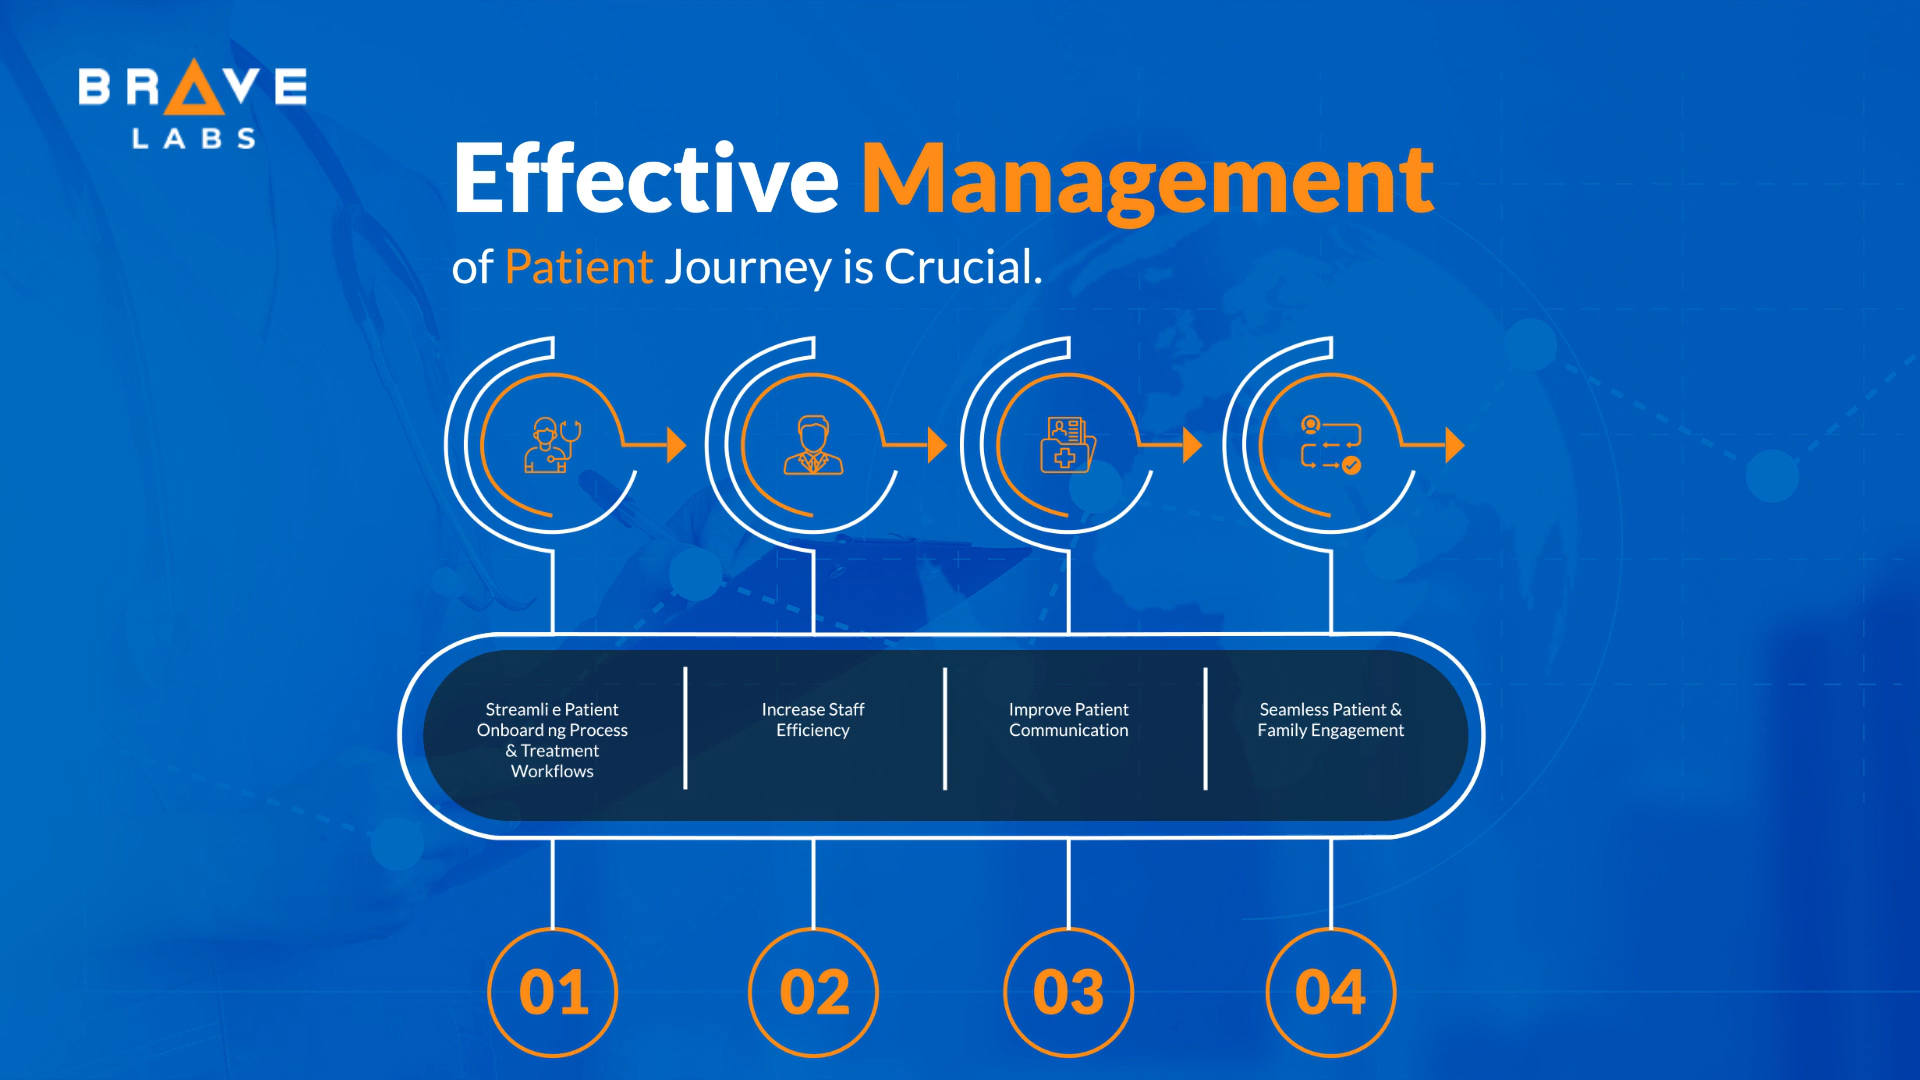 BRAVE
LABS
Effective Management
of Patient Journey is Crucial.
Streamli e Patient
Onboard ng Process
& Treatment
Workflows
Increase Staff
Efficiency
Improve Patient
Communication
Seamless Patient &
Family Engagement
01
02
03
04